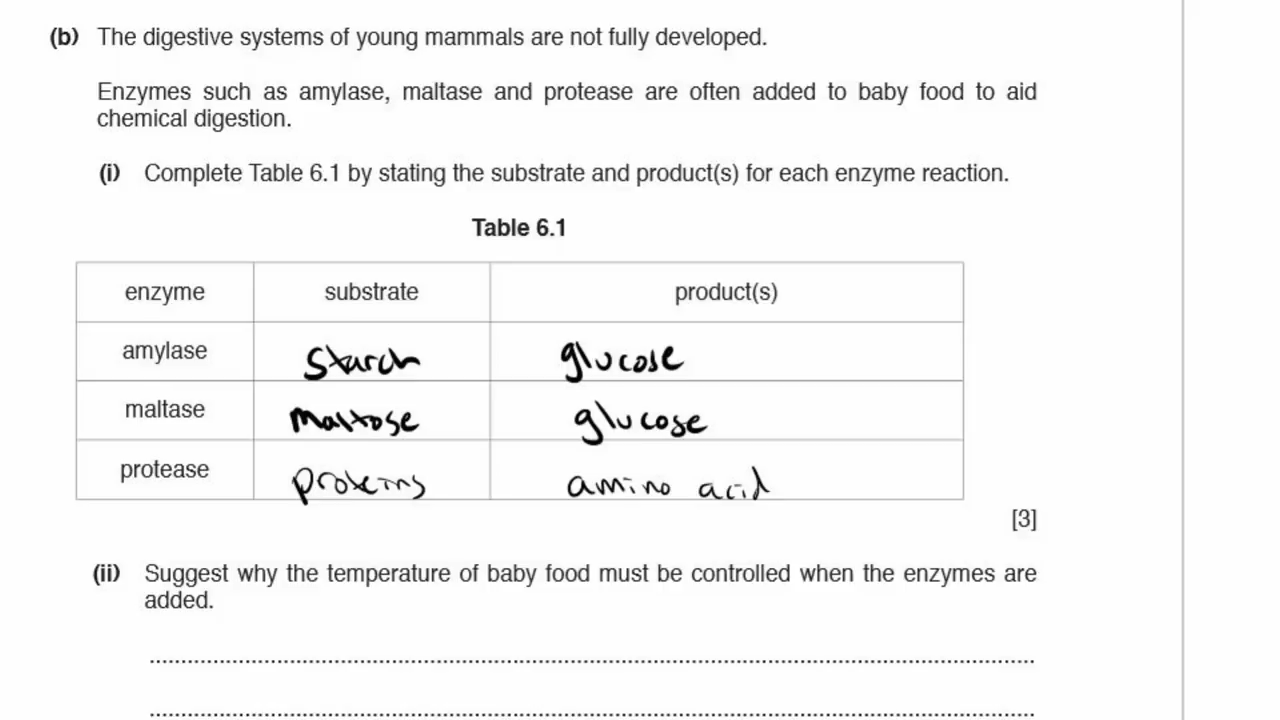 (b) The digestive systems of young mammals are not fully developed.
Enzymes such as amylase, maltase and protease are often added to baby food to aid
chemical digestion.
(i) Complete Table 6.1 by stating the substrate and product(s) for each enzyme reaction.
Table 6.1
enzyme substrate product(s)
amylase starch glucose
maltase maltose glucose
protease proteins amino acid
[3]
(ii) Suggest why the temperature of baby food must be controlled when the enzymes are
added.